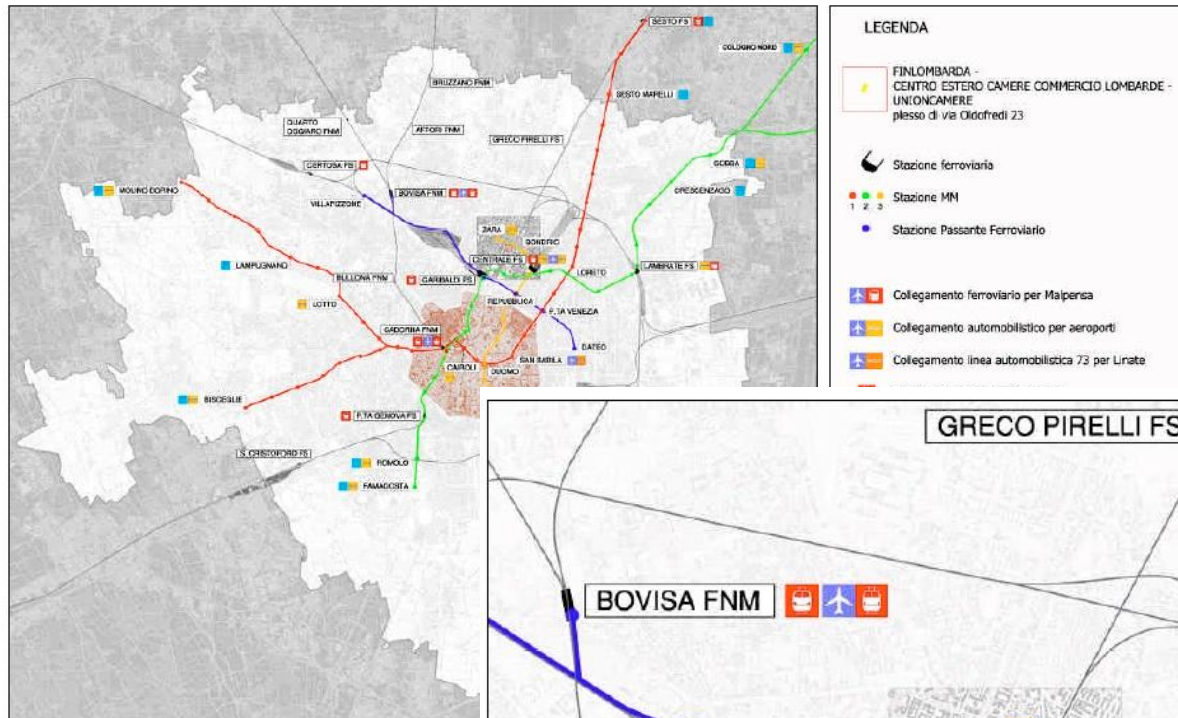 SESTO FS
COLOGNO NORD
BRUZZANO FNM
SESTO MARELLI
QUARTO
OGGIARO FNM
AFFORI FNM
GRECO PIRELLI FS
CERTOSA FS
GOBBA
MOLINO DORINO
BOVISA FNM
CRESCENZAGO
VILLAPIZZONE
ZARA
SONDRIO
CENTRALE FS
LAMPUGNANO
LAMBRATE FS
BULLONA FNM
GARIBALDI FS
LORETO
LOTTO
REPUBBLICA
P.TA VENEZIA
CADORNA FNM
DATEO
SAN BABILA
CAIROLI
DUOMO
BISCEGLIE
P.TA GENOVA FS
S. CRISTOFORO FS
ROMOLO
FAMAGOSTA
LEGENDA
FINLOMBARDA -
CENTRO ESTERO CAMERE COMMERCIO LOMBARDE -
UNIONCAMERE
plesso di via Oldofredi 23
Stazione ferroviaria
Stazione MM
1 2 3
Stazione Passante Ferroviario
Collegamento ferroviario per Malpensa
Collegamento automobilistico per aeroporti
Collegamento linea automobilistica 73 per Linate
GRECO PIRELLI FS
BOVISA FNM